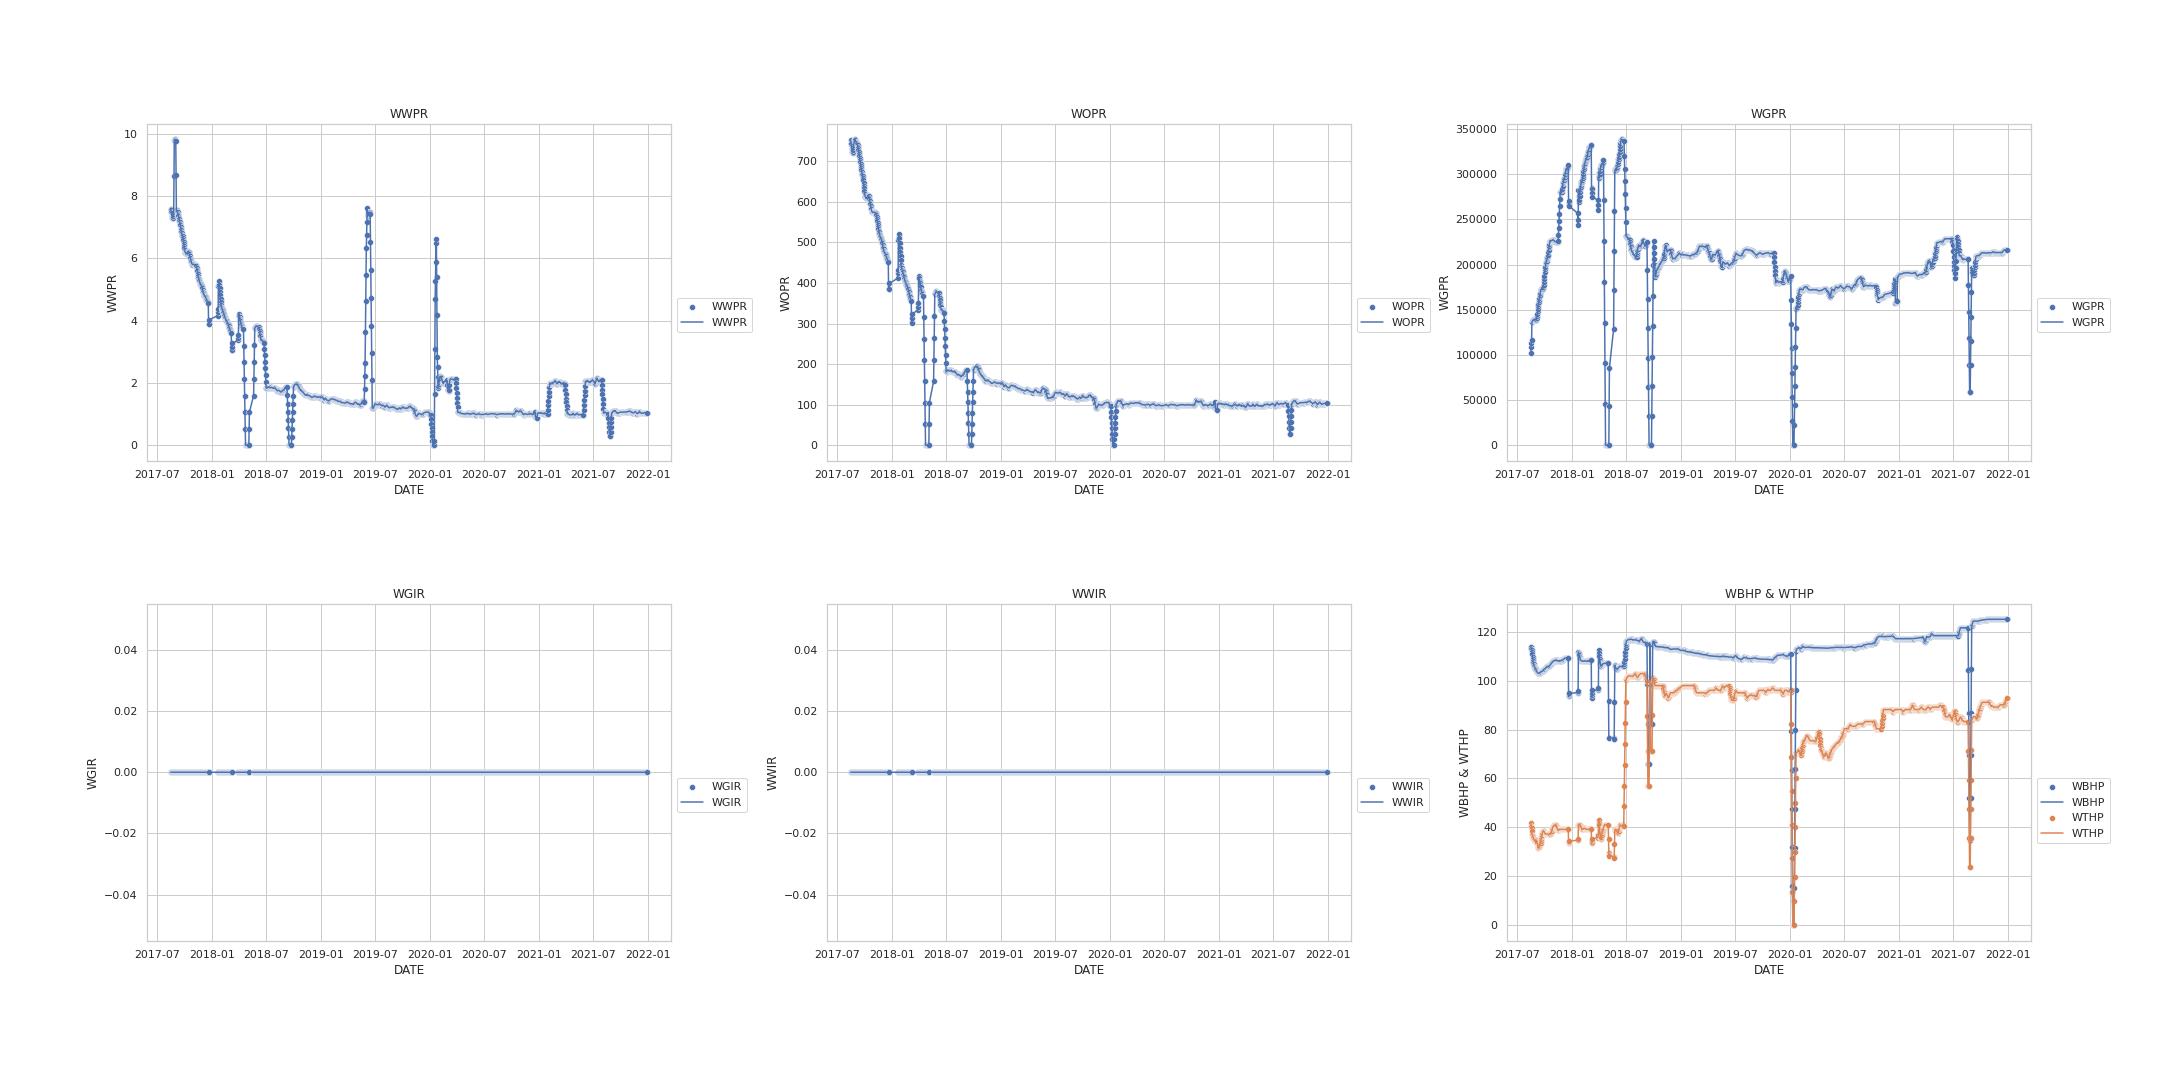 WWPR
10
8
6
4
2
0
WWPR
2017-07 2018-01 2018-07 2019-01 2019-07 2020-01 2020-07 2021-01 2021-07 2022-01
DATE
WWPR
WWPR
WOPR
700
600
500
400
300
200
100
0
WOPR
2017-07 2018-01 2018-07 2019-01 2019-07 2020-01 2020-07 2021-01 2021-07 2022-01
DATE
WOPR
WOPR
WGPR
350000
300000
250000
200000
150000
100000
50000
0
WGPR
2017-07 2018-01 2018-07 2019-01 2019-07 2020-01 2020-07 2021-01 2021-07 2022-01
DATE
WGPR
WGPR
WGIR
0.04
0.02
0.00
−0.02
−0.04
WGIR
2017-07 2018-01 2018-07 2019-01 2019-07 2020-01 2020-07 2021-01 2021-07 2022-01
DATE
WGIR
WGIR
WWIR
0.04
0.02
0.00
−0.02
−0.04
WWIR
2017-07 2018-01 2018-07 2019-01 2019-07 2020-01 2020-07 2021-01 2021-07 2022-01
DATE
WWIR
WWIR
WBHP & WTHP
120
100
80
60
40
20
0
WBHP & WTHP
2017-07 2018-01 2018-07 2019-01 2019-07 2020-01 2020-07 2021-01 2021-07 2022-01
DATE
WBHP
WBHP
WTHP
WTHP